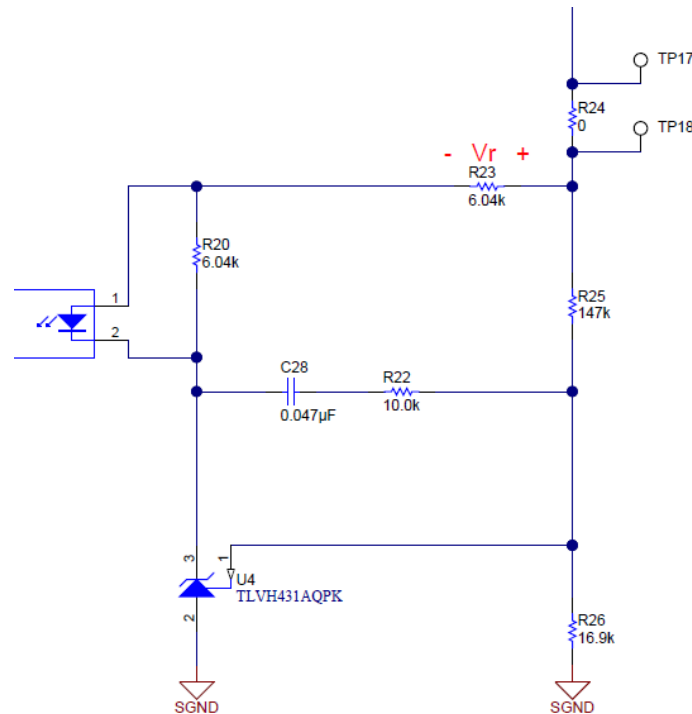 TP17
R24
0
TP18
- Vr +
R23
6.04k
R20
6.04k
1
2
R25
147k
C28
0.047µF
R22
10.0k
3
1
U4
TLVH431AQPK
2
R26
16.9k
SGND
SGND